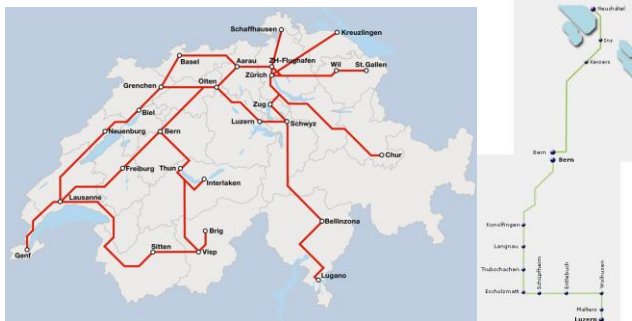 Schaffhausen
Kreuzlingen
Basel
Aarau
ZH-Flughafen
Zürich
Wil
St.Gallen
Grenchen
Olten
Biel
Zug
Neuenburg
Bern
Luzern
Schwyz
Chur
Freiburg
Thun
Interlaken
Lausanne
Brig
Bellinzona
Sitten
Visp
Genf
Lugano
Neuchâtel
Ins
Kerzers
Bern
Bern
Konolfingen
Langnau
Trubschachen
Escholzmatt
Schüpfheim
Entlebuch
Wolhusen
Malters
Luzern